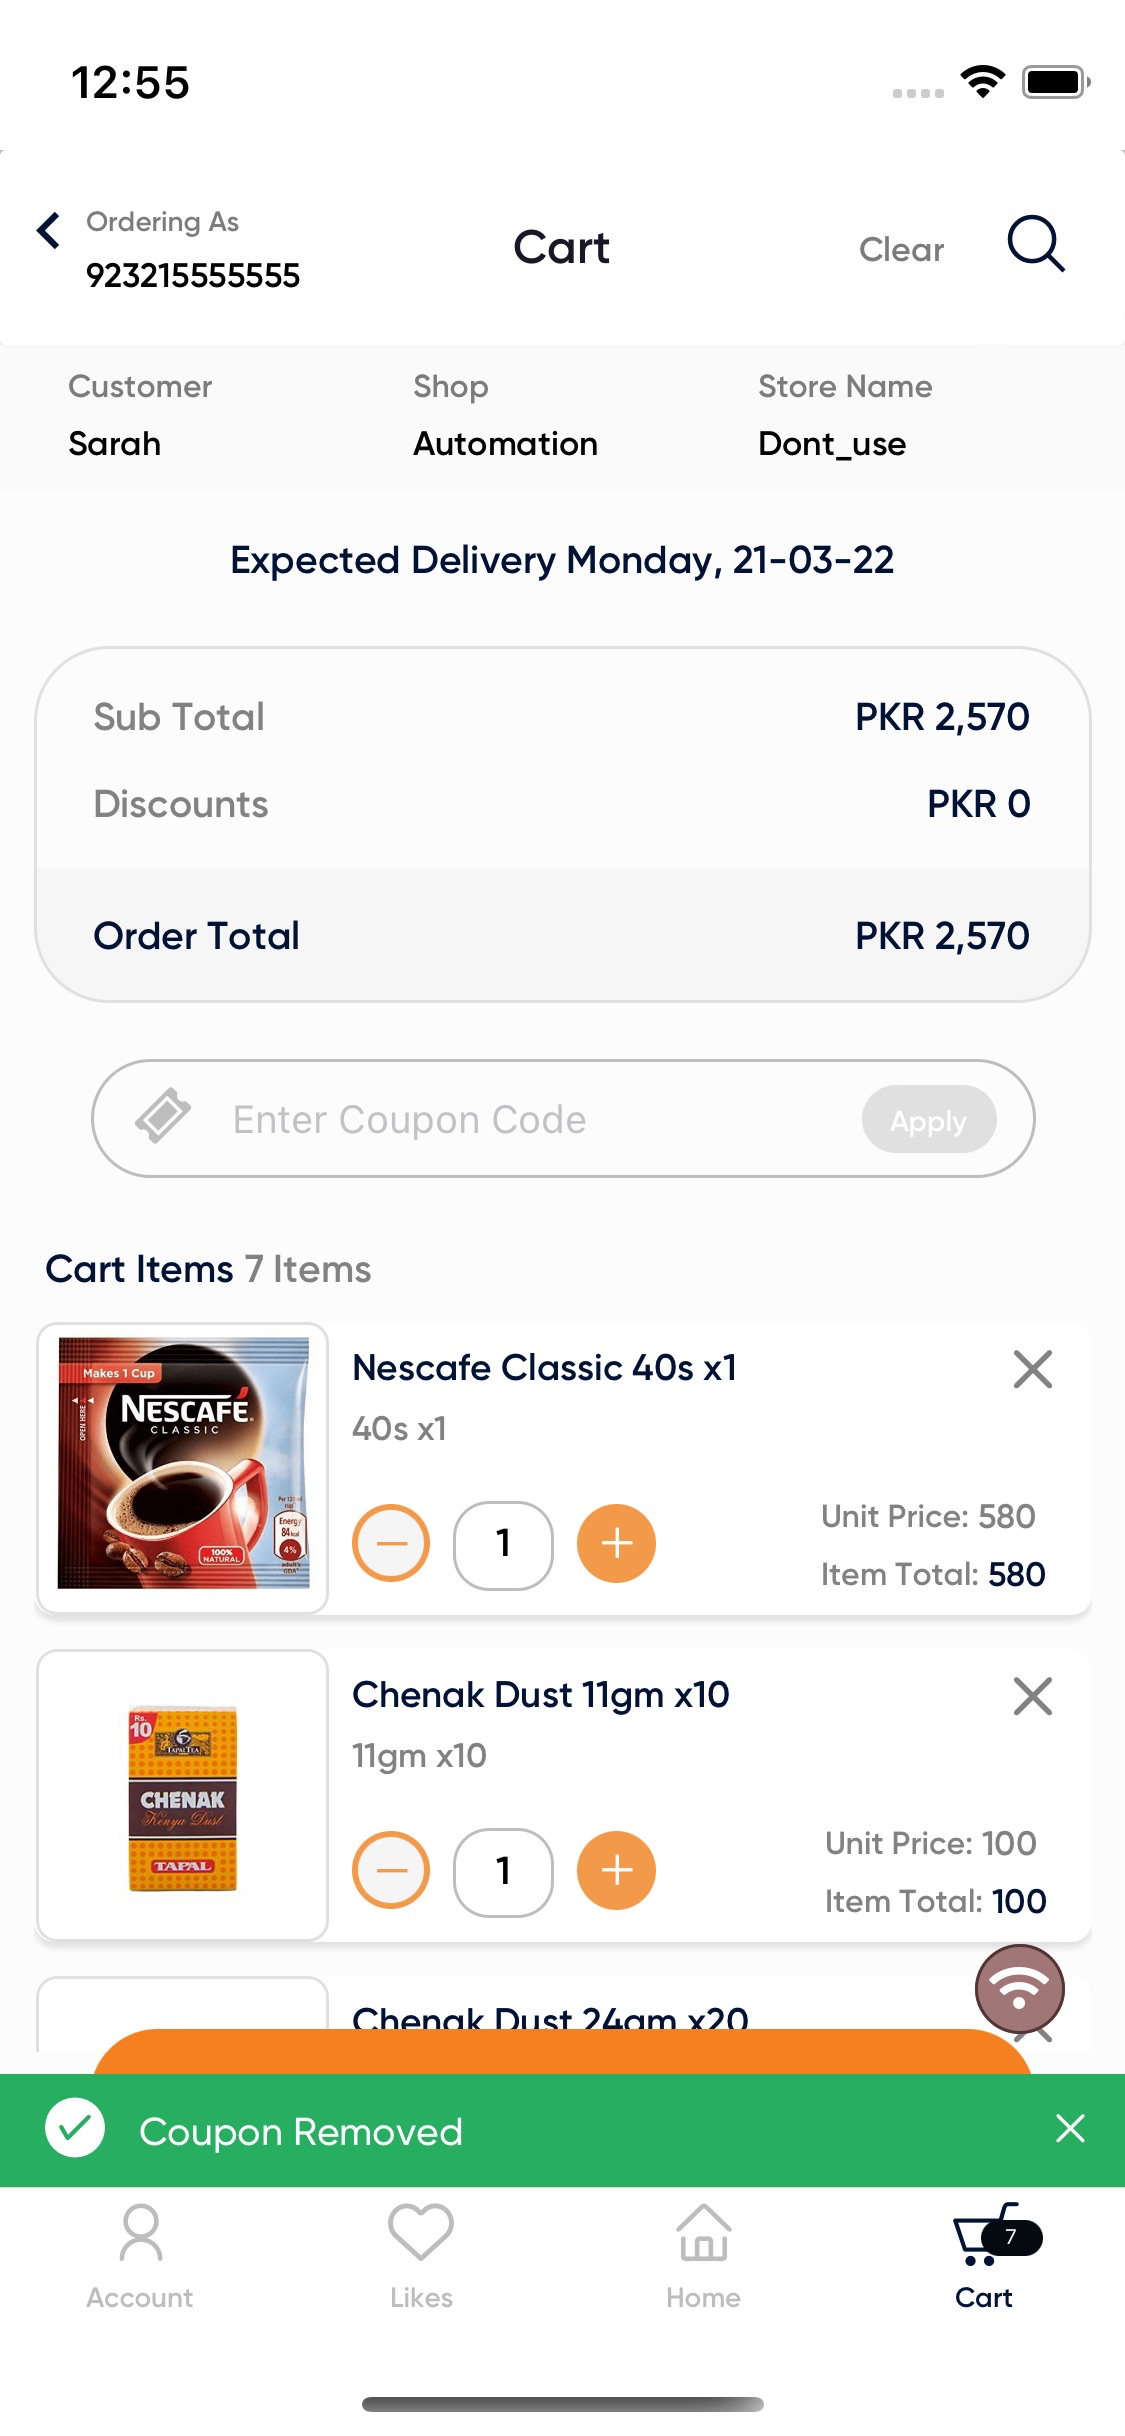 12:55
Ordering As
923215555555
Cart
Clear
Customer
Shop
Store Name
Sarah
Automation
Dont_use
Expected Delivery Monday, 21-03-22
Sub Total
PKR 2,570
Discounts
PKR 0
Order Total
PKR 2,570
Enter Coupon Code
Apply
Cart Items 7 Items
Makes 1 Cup
OPEN HERE
NESCAFÉ
CLASSIC
Energy
84 kcal
4%
adult's
GDA*
100%
NATURAL
Nescafe Classic 40s x1
40s x1
1
Unit Price: 580
Item Total: 580
Rs.
10
TAPAL TEA
CHENAK
Kenya Dust
TAPAL
Chenak Dust 11gm x10
11gm x10
1
Unit Price: 100
Item Total: 100
Chenak Dust 24gm x20
Coupon Removed
7
Account
Likes
Home
Cart